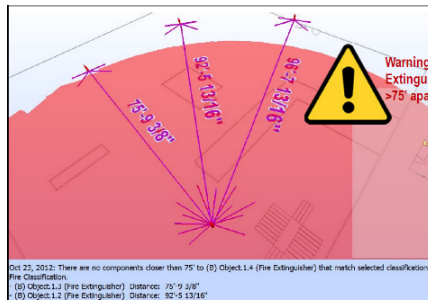 92'-5 13/16"
96'-7 13/16"
75'-9 3/8"
Warning
Extingui
>75' apa
Oct 23, 2012: There are no components closer than 75' to (B) Object.1.4 (Fire Extinguisher) that match selected classification
Fire Classification.
- (B) Object.1.3 (Fire Extinguisher) Distance: 75'-9 3/8"
- (B) Object.1.2 (Fire Extinguisher) Distance: 92'-5 13/16"